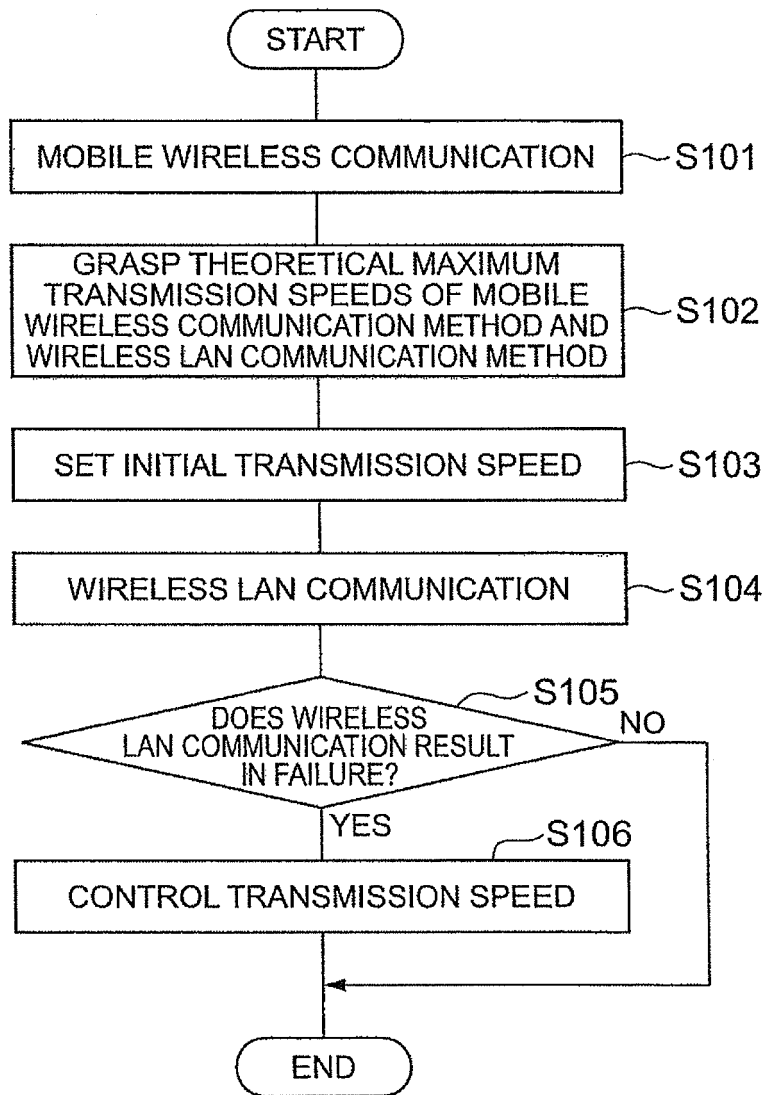 START
MOBILE WIRELESS COMMUNICATION
S101
GRASP THEORETICAL MAXIMUM
TRANSMISSION SPEEDS OF MOBILE
WIRELESS COMMUNICATION METHOD AND
WIRELESS LAN COMMUNICATION METHOD
S102
SET INITIAL TRANSMISSION SPEED
S103
WIRELESS LAN COMMUNICATION
S104
S105
DOES WIRELESS
LAN COMMUNICATION RESULT
IN FAILURE?
NO
YES
S106
CONTROL TRANSMISSION SPEED
END